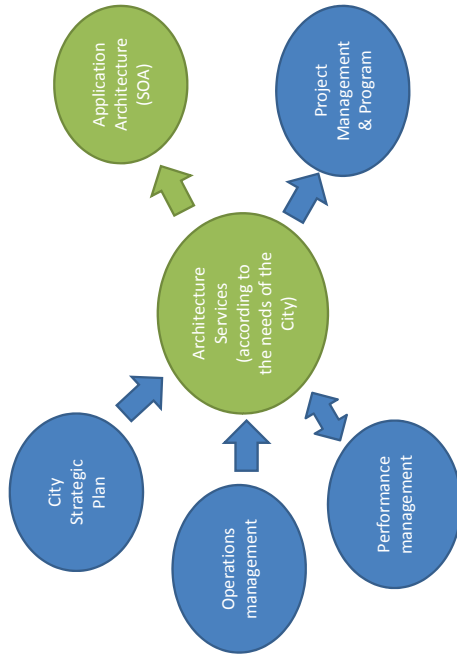 City
Strategic
Plan
Operations
management
Performance
management
Architecture
Services
(according to
the needs of the
City)
Application
Architecture
(SOA)
Project
Management
& Program